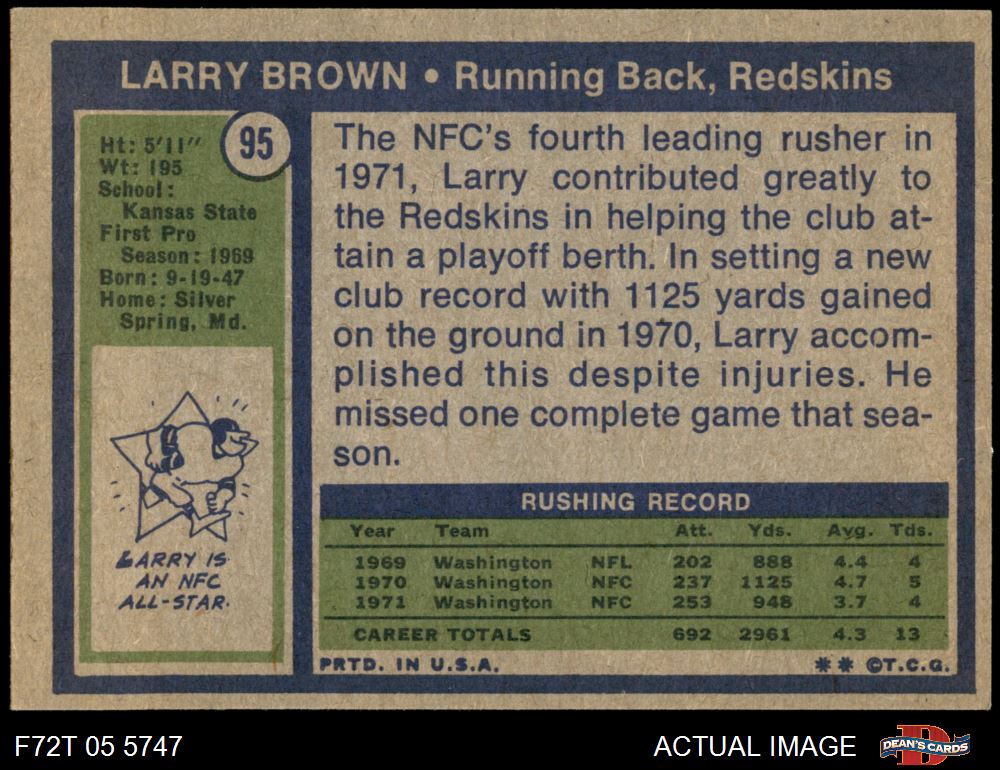 LARRY BROWN • Running Back, Redskins
95
Ht: 5'11"
Wt: 195
School:
Kansas State
First Pro
Season: 1969
Born: 9-19-47
Home: Silver
Spring, Md.
The NFC's fourth leading rusher in
1971, Larry contributed greatly to
the Redskins in helping the club at-
tain a playoff berth. In setting a new
club record with 1125 yards gained
on the ground in 1970, Larry accom-
plished this despite injuries. He
missed one complete game that sea-
son.
LARRY IS
AN NFC
ALL-STAR.
RUSHING RECORD
Year Team Att. Yds. Avg. Tds.
1969 Washington NFL 202 888 4.4 4
1970 Washington NFC 237 1125 4.7 5
1971 Washington NFC 253 948 3.7 4
CAREER TOTALS 692 2961 4.3 13
PRTD. IN U.S.A. ** ©T.C.G.
F72T 05 5747
ACTUAL IMAGE
DEAN'S CARDS